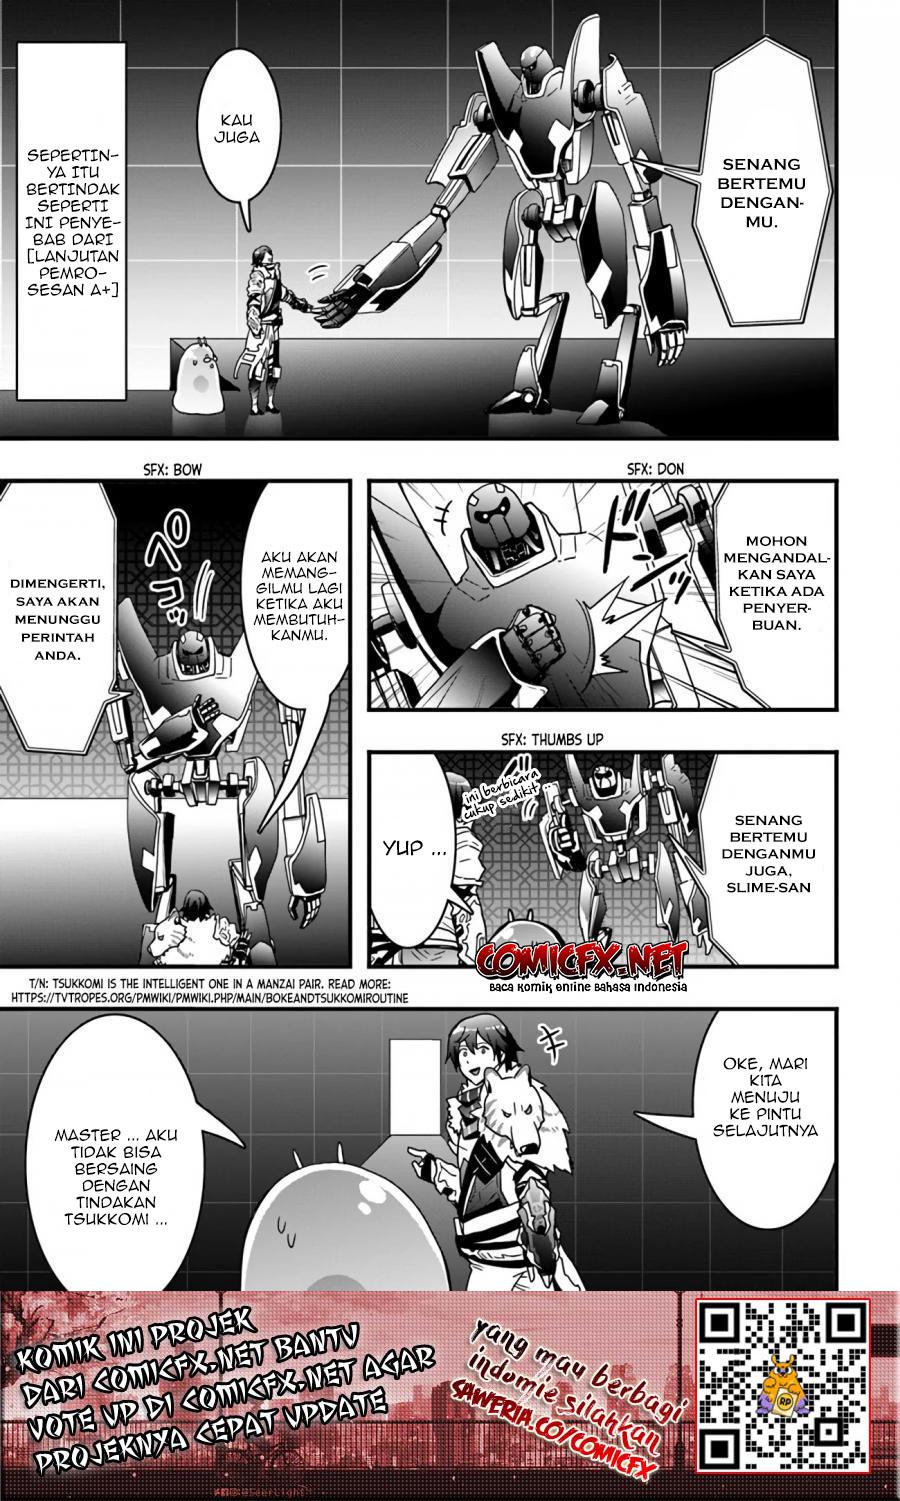 SENANG
BERTEMU
DENGAN-
MU.
KAU
JUGA
SEPERTIN-
YA ITU
BERTINDAK
SEPERTI
INI PENYE-
BAB DARI
[LANJUTAN
PEMRO-
SESAN A+]
SFX: DON
MOHON
MENGANDAL-
KAN SAYA
KETIKA ADA
PENYER-
BUAN.
ドン
SFX: THUMBS UP
SENANG
BERTEMU
DENGANMU
JUGA,
SLIME-SAN
ini berbicara
cukup sedikit ..
YUP ...
COMICFX.NET
Baca Komik Online Bahasa Indonesia
SFX: BOW
AKU AKAN
MEMANG-
GILMU LAGI
KETIKA AKU
MEMBUTUH-
KANMU.
ペコッ
DIMENGERTI,
SAYA AKAN
MENUNGGU
PERINTAH
ANDA.
T/N: TSUKKOMI IS THE INTELLIGENT ONE IN A MANZAI PAIR. READ MORE:
HTTPS://TVTROPES.ORG/PMWIKI/PMWIKI.PHP/MAIN/BOKEANDTSUKKOMIROUTINE
OKE, MARI
KITA
MENUJU
KE PINTU
SELAJUTNYA
MASTER ... AKU
TIDAK BISA
BERSAING
DENGAN
TINDAKAN
TSUKKOMI ...
KOMIK INI PROJEK
DARI COMICFX.NET BANTU
VOTE UP DI COMICFX.NET AGAR
PROJEKNYA CEPAT UPDATE
yang mau berbagi
indomie silahkan
SAWERIA.CO/COMICFX
RP